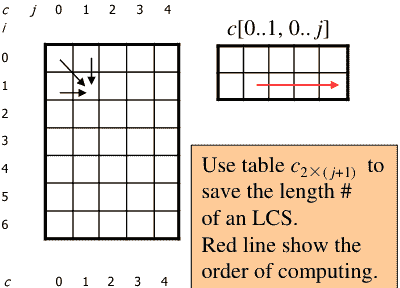 c j 0 1 2 3 4
i
c[0..1, 0..j]
0
1
2
3
4
5
6
Use table c2×(j+1) to
save the length #
of an LCS.
Red line show the
order of computing.
c 0 1 2 3 4